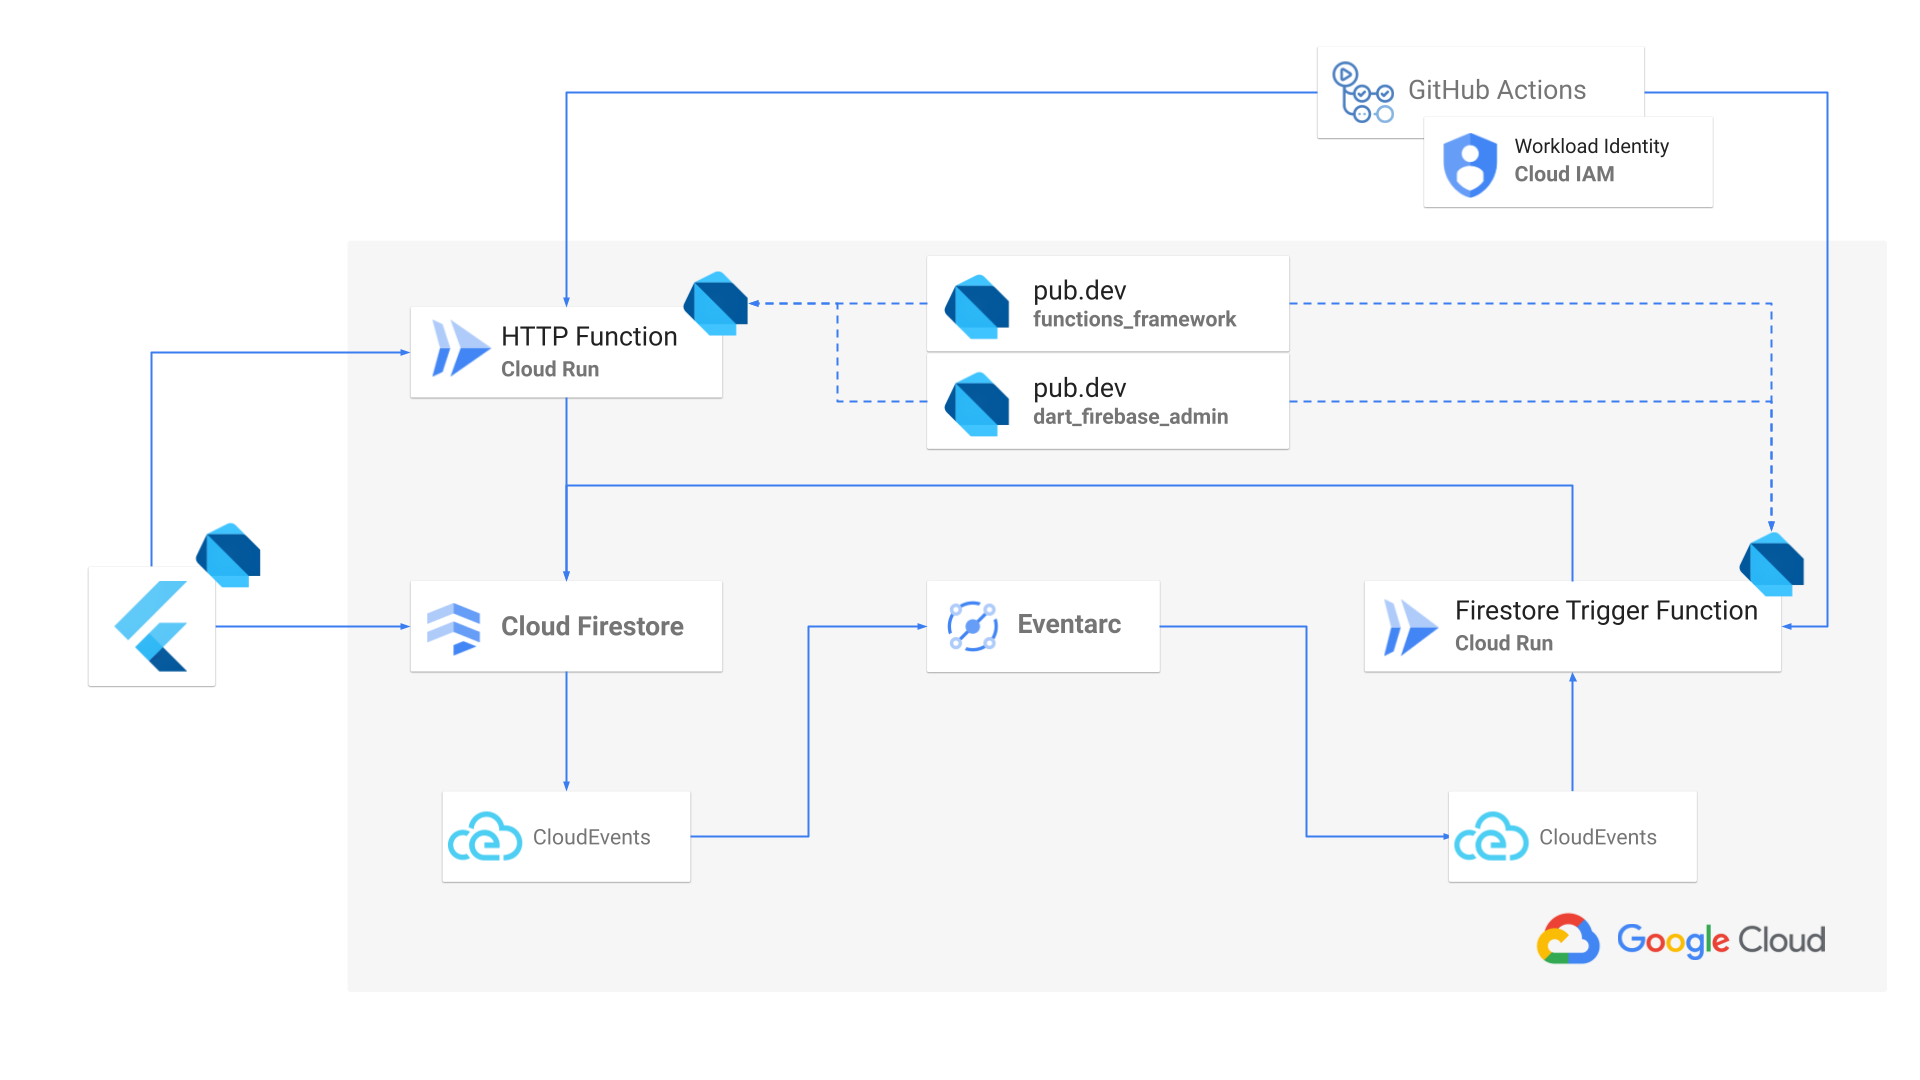 GitHub Actions
Workload Identity
Cloud IAM
pub.dev
functions_framework
HTTP Function
Cloud Run
pub.dev
dart_firebase_admin
Cloud Firestore
Eventarc
Firestore Trigger Function
Cloud Run
CloudEvents
CloudEvents
Google Cloud